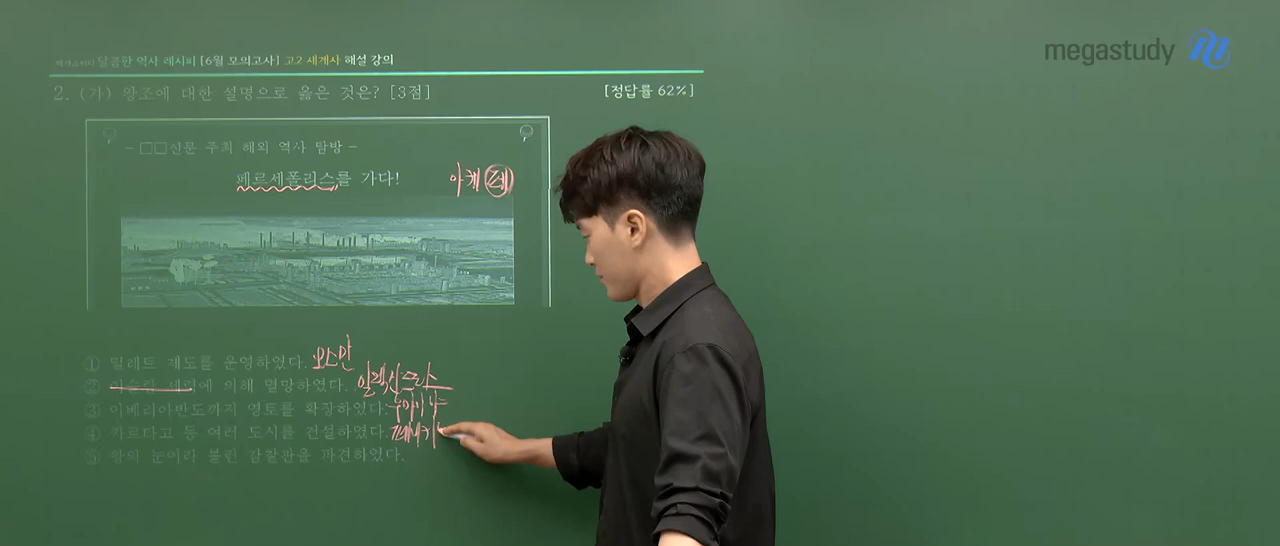 메가스터디 달콤한 역사 레시피 [6월 모의고사] 고2 세계사 해설 강의
megastudy
2. (가) 왕조에 대한 설명으로 옳은 것은? [3점]
[정답률 62%]
- □□신문 주최 해외 역사 탐방 -
페르세폴리스를 가다!
아케 페
① 밀레트 제도를 운영하였다. 오스만
② 이슬람 세력에 의해 멸망하였다.
알렉산드로스
③ 이베리아반도까지 영토를 확장하였다. 우마이야
④ 카르타고 등 여러 도시를 건설하였다.
⑤ 왕의 눈이라 불린 감찰관을 파견하였다.